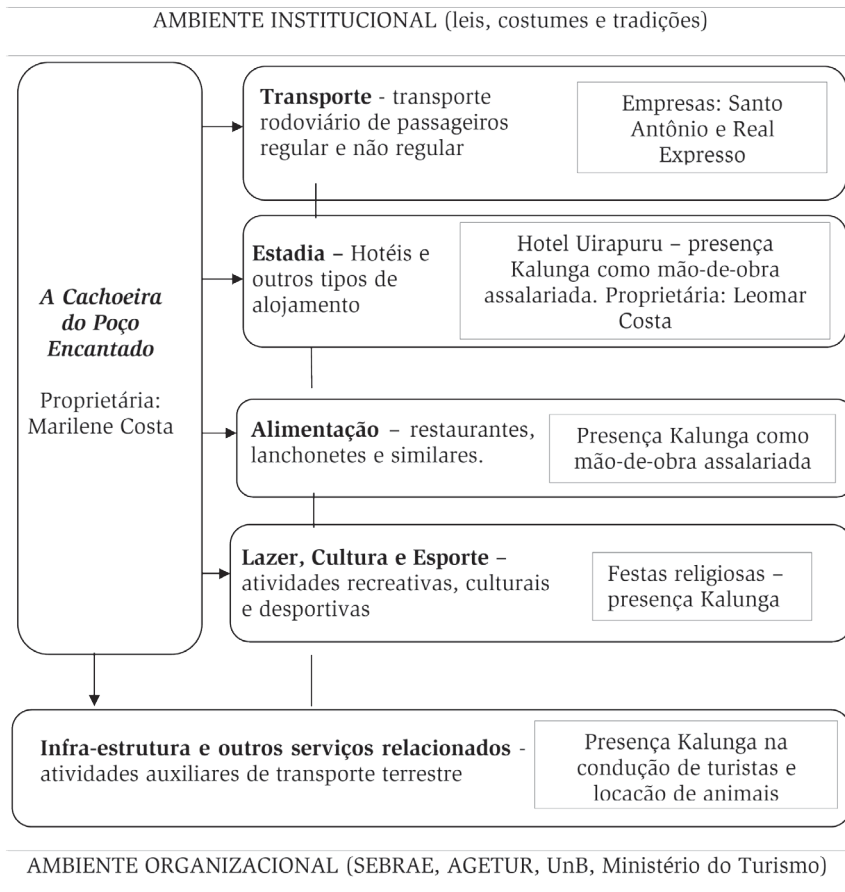 AMBIENTE INSTITUCIONAL (leis, costumes e tradições)
A Cachoeira
do Poço
Encantado
Proprietária:
Marilene Costa
Transporte - transporte
rodoviário de passageiros
regular e não regular
Empresas: Santo
Antônio e Real
Expresso
Estadia – Hotéis e
outros tipos de
alojamento
Hotel Uirapuru – presença
Kalunga como mão-de-obra
assalariada. Proprietária: Leomar
Costa
Alimentação – restaurantes,
lanchonetes e similares.
Presença Kalunga como
mão-de-obra assalariada
Lazer, Cultura e Esporte –
atividades recreativas, culturais
e desportivas
Festas religiosas –
presença Kalunga
Infra-estrutura e outros serviços relacionados -
atividades auxiliares de transporte terrestre
Presença Kalunga na
condução de turistas e
locacão de animais
AMBIENTE ORGANIZACIONAL (SEBRAE, AGETUR, UnB, Ministério do Turismo)